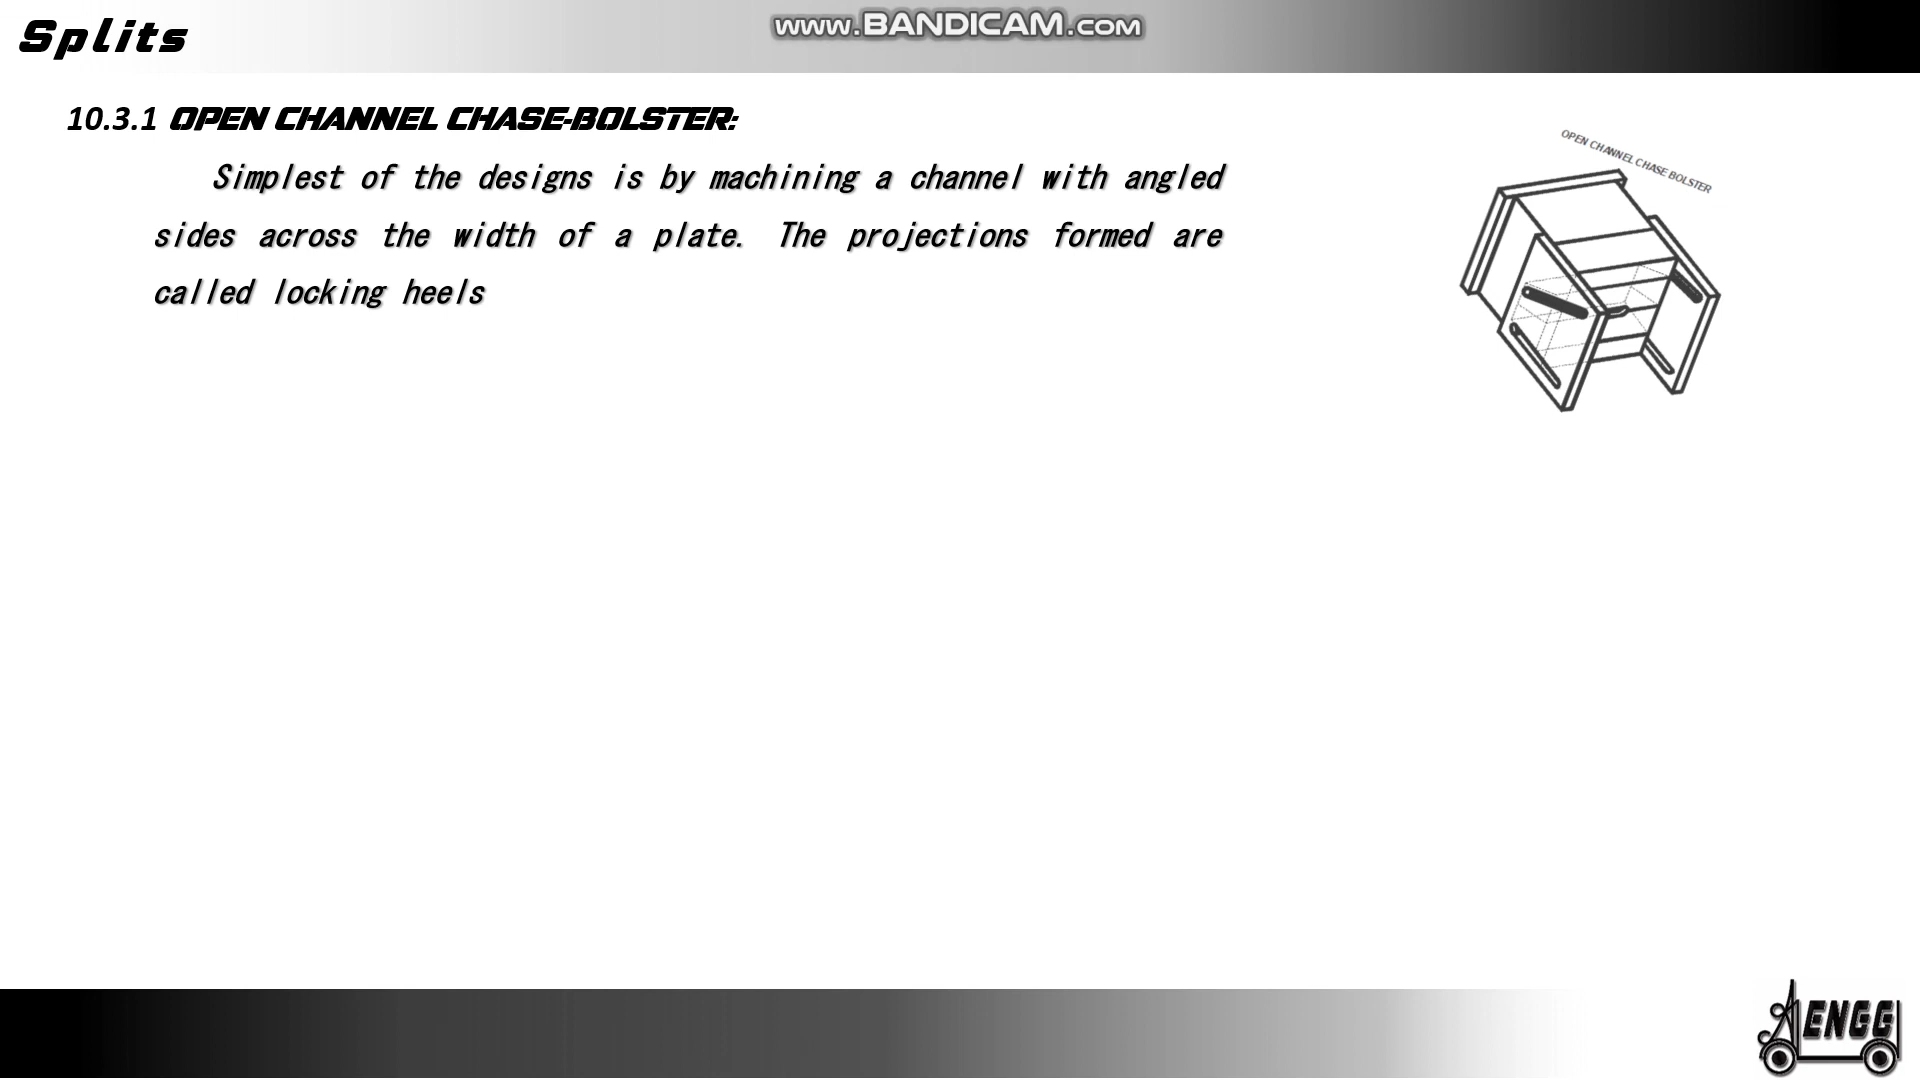 Splits
www.BANDICAM.com
10.3.1 OPEN CHANNEL CHASE-BOLSTER:
Simplest of the designs is by machining a channel with angled
sides across the width of a plate. The projections formed are
called locking heels
OPEN CHANNEL CHASE BOLSTER
AENGG